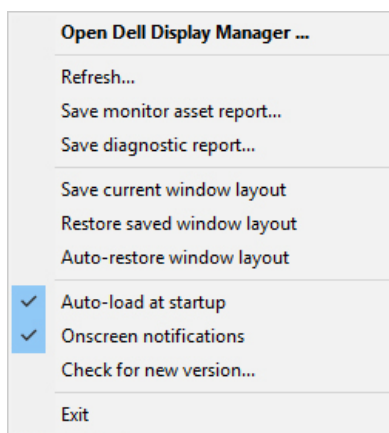 Open Dell Display Manager ...
Refresh...
Save monitor asset report...
Save diagnostic report...
Save current window layout
Restore saved window layout
Auto-restore window layout
Auto-load at startup
Onscreen notifications
Check for new version...
Exit